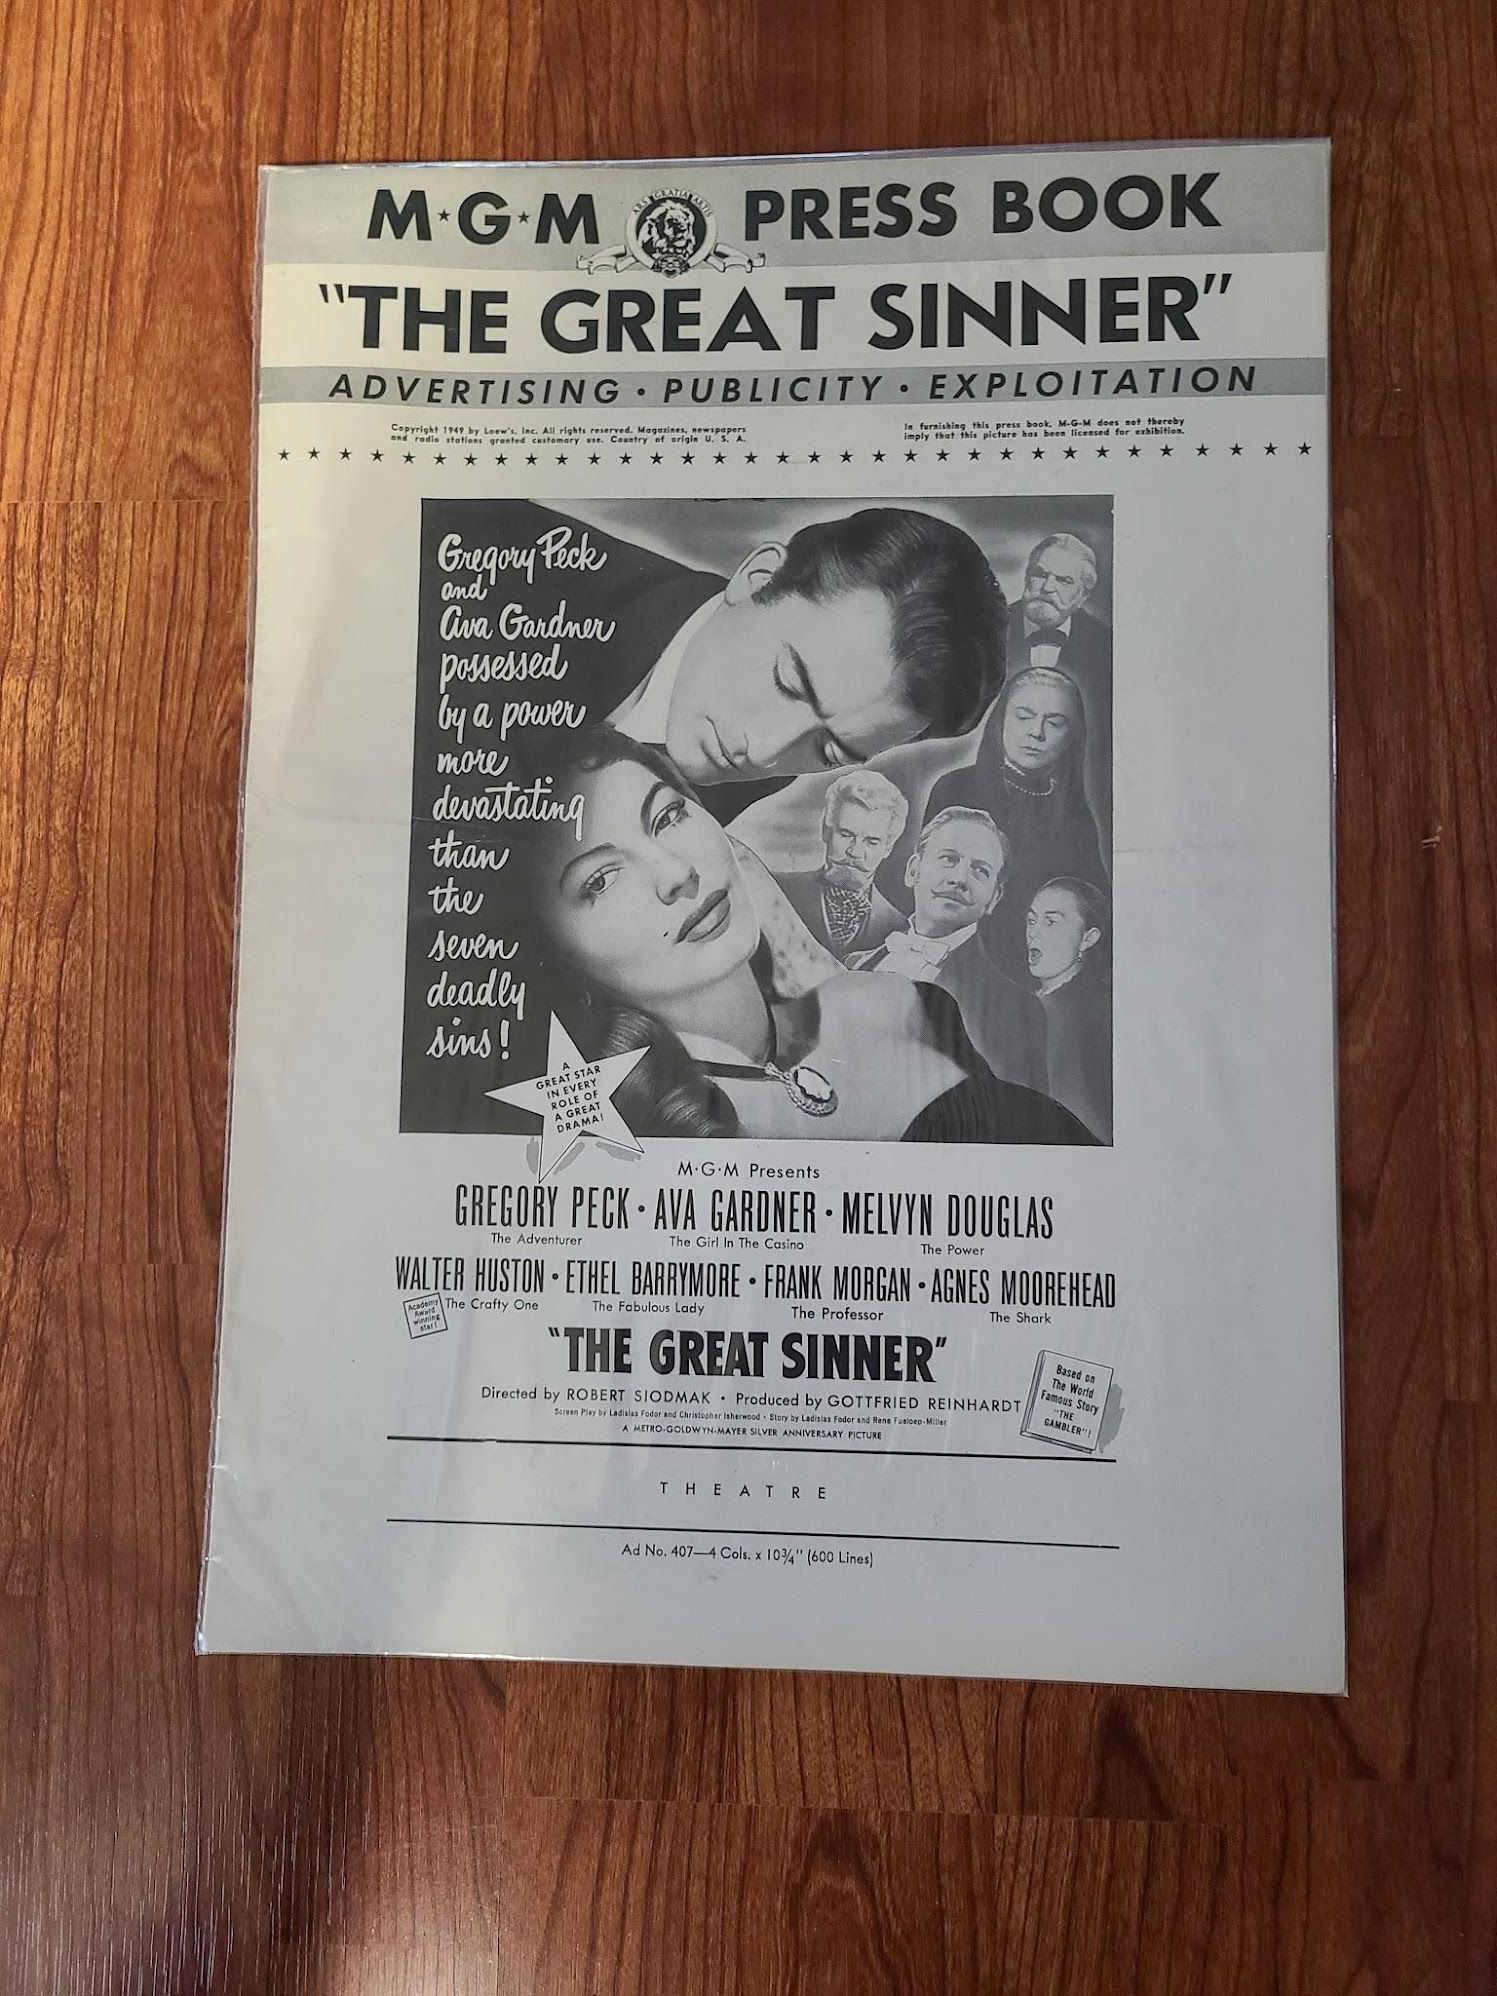 M★G★M PRESS BOOK
ARS GRATIA ARTIS
"THE GREAT SINNER"
ADVERTISING • PUBLICITY • EXPLOITATION
Copyright 1949 by Loew's, Inc. All rights reserved. Magazines, newspapers
and radio stations granted customary use. Country of origin U. S. A.
In furnishing this press book, M-G-M does not thereby
imply that this picture has been licensed for exhibition.
Gregory Peck
and
Ava Gardner
possessed
by a power
more
devastating
than
the
seven
deadly
sins!
A
GREAT STAR
IN EVERY
ROLE OF
A GREAT
DRAMA!
M·G·M Presents
GREGORY PECK · AVA GARDNER · MELVYN DOUGLAS
The Adventurer The Girl In The Casino The Power
WALTER HUSTON · ETHEL BARRYMORE · FRANK MORGAN · AGNES MOOREHEAD
The Crafty One The Fabulous Lady The Professor The Shark
Academy
Award
winning
star!
"THE GREAT SINNER"
Directed by ROBERT SIODMAK · Produced by GOTTFRIED REINHARDT
Screen Play by Ladislas Fodor and Christopher Isherwood · Story by Ladislas Fodor and Rene Fueloep-Miller
A METRO-GOLDWYN-MAYER SILVER ANNIVERSARY PICTURE
Based on
The World
Famous Story
"THE
GAMBLER"!
THEATRE
Ad No. 407—4 Cols. x 10¾" (600 Lines)